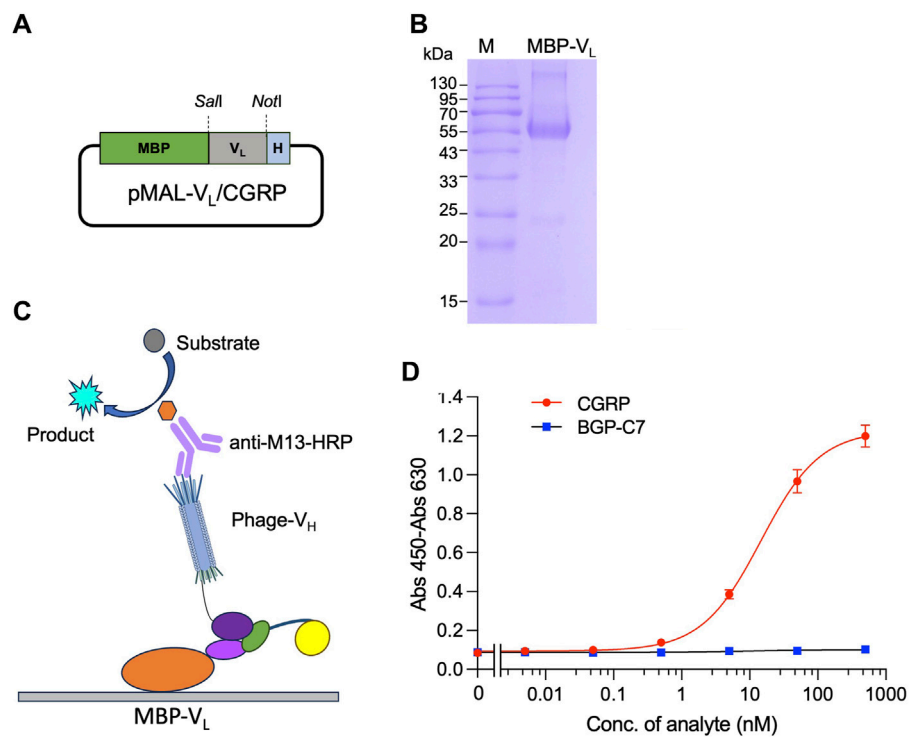 A
SalI NotI
MBP VL H
pMAL-VL/CGRP
B
kDa M MBP-VL
130
95
70
55
43
33
25
20
15
C
Substrate
Product
anti-M13-HRP
Phage-VH
MBP-VL
D
CGRP
BGP-C7
Abs 450-Abs 630
1.4
1.2
1.0
0.8
0.6
0.4
0.2
0.0
0 0.01 0.1 1 10 100 1000
Conc. of analyte (nM)